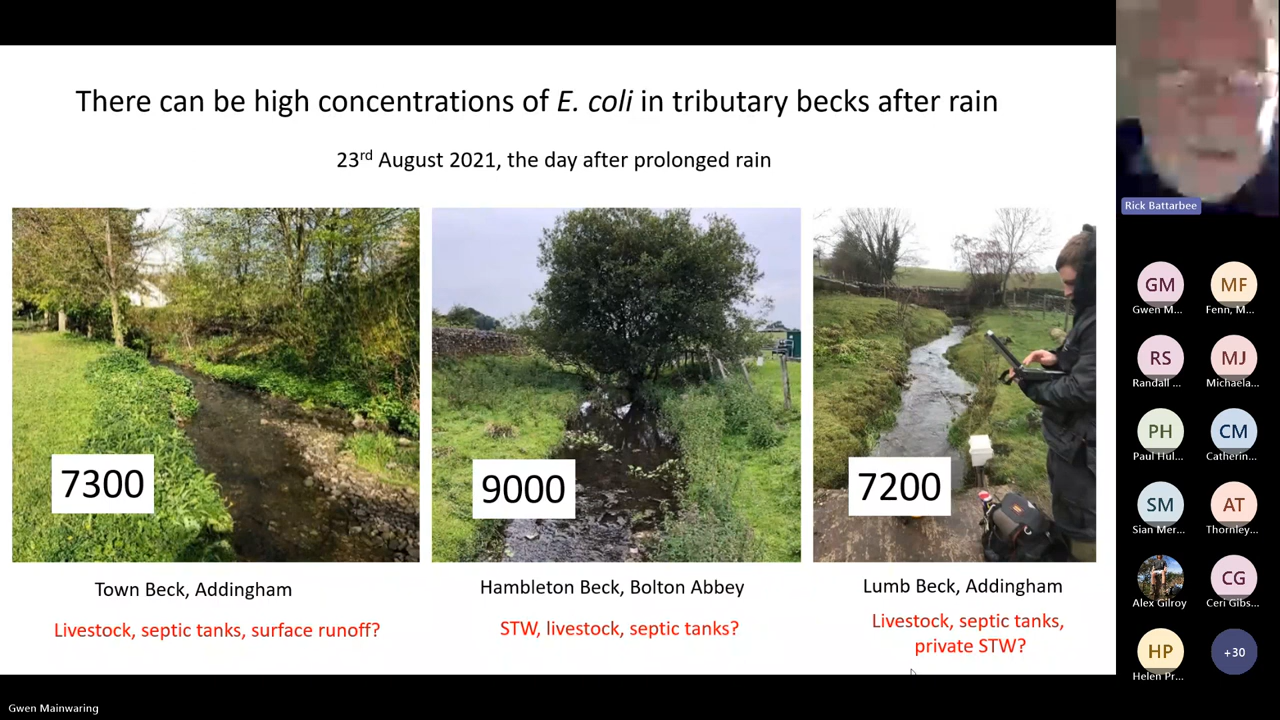 There can be high concentrations of E. coli in tributary becks after rain
23rd August 2021, the day after prolonged rain
7300
9000
7200
Town Beck, Addingham
Hambleton Beck, Bolton Abbey
Lumb Beck, Addingham
Livestock, septic tanks, surface runoff?
STW, livestock, septic tanks?
Livestock, septic tanks,
private STW?
Rick Battarbee
GM
MF
Gwen M...
Fenn, M...
RS
MJ
Randall ...
Michaela...
PH
CM
Paul Hul...
Catherin...
SM
AT
Sian Mer...
Thornley...
CG
Alex Gilroy
Ceri Gibs...
HP
+30
Helen Pr...
Gwen Mainwaring